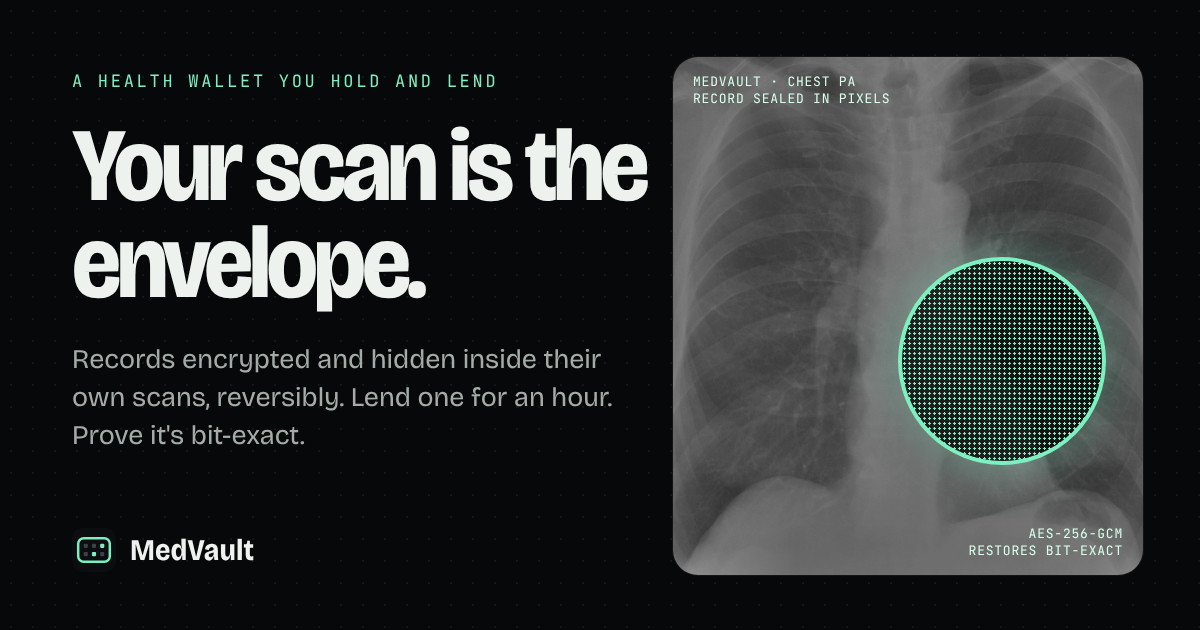 A HEALTH WALLET YOU HOLD AND LEND
Your scan is the
envelope.
Records encrypted and hidden inside their
own scans, reversibly. Lend one for an hour.
Prove it's bit-exact.
MedVault
MEDVAULT · CHEST PA
RECORD SEALED IN PIXELS
AES-256-GCM
RESTORES BIT-EXACT